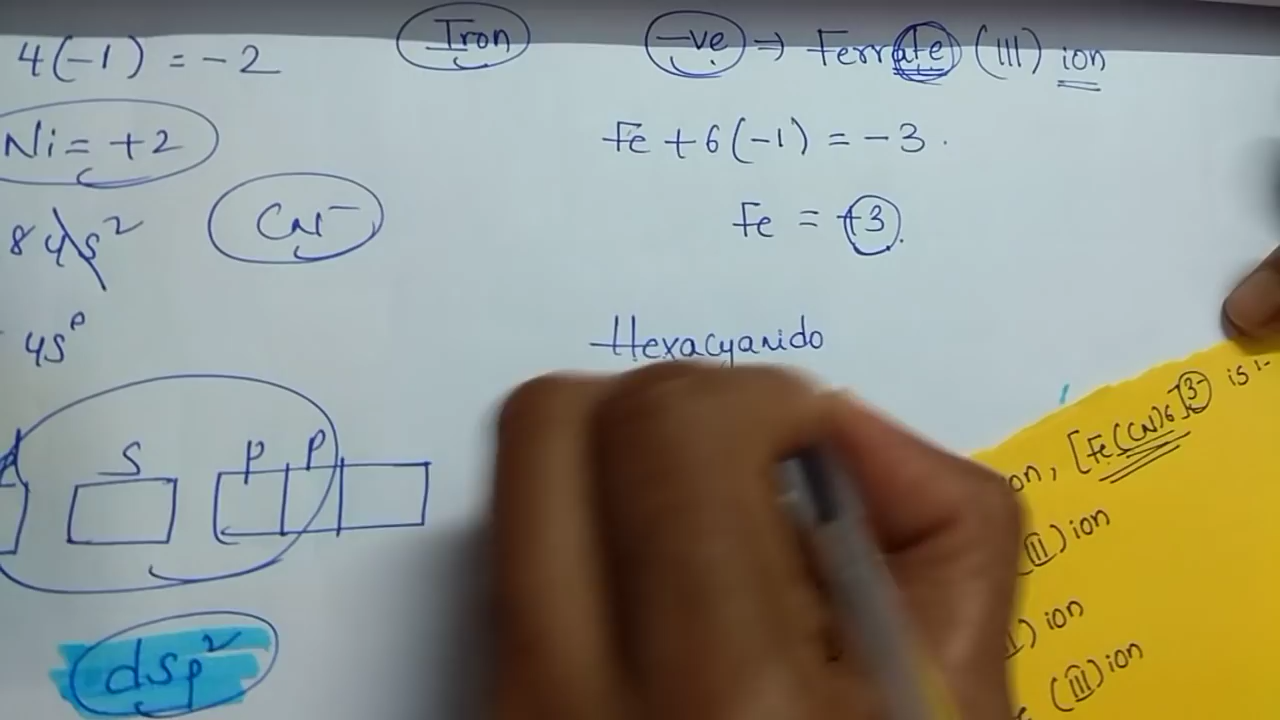 4(-1) = -2
Ni = +2
8 4s²
CN⁻
4s⁰
S P P
dsp²
Iron -ve ⇒ Ferrate (III) ion
Fe + 6(-1) = -3.
Fe = +3.
Hexacyanido
on, [Fe(CN)6]³⁻ is :-
(II) ion
) ion
(III) ion